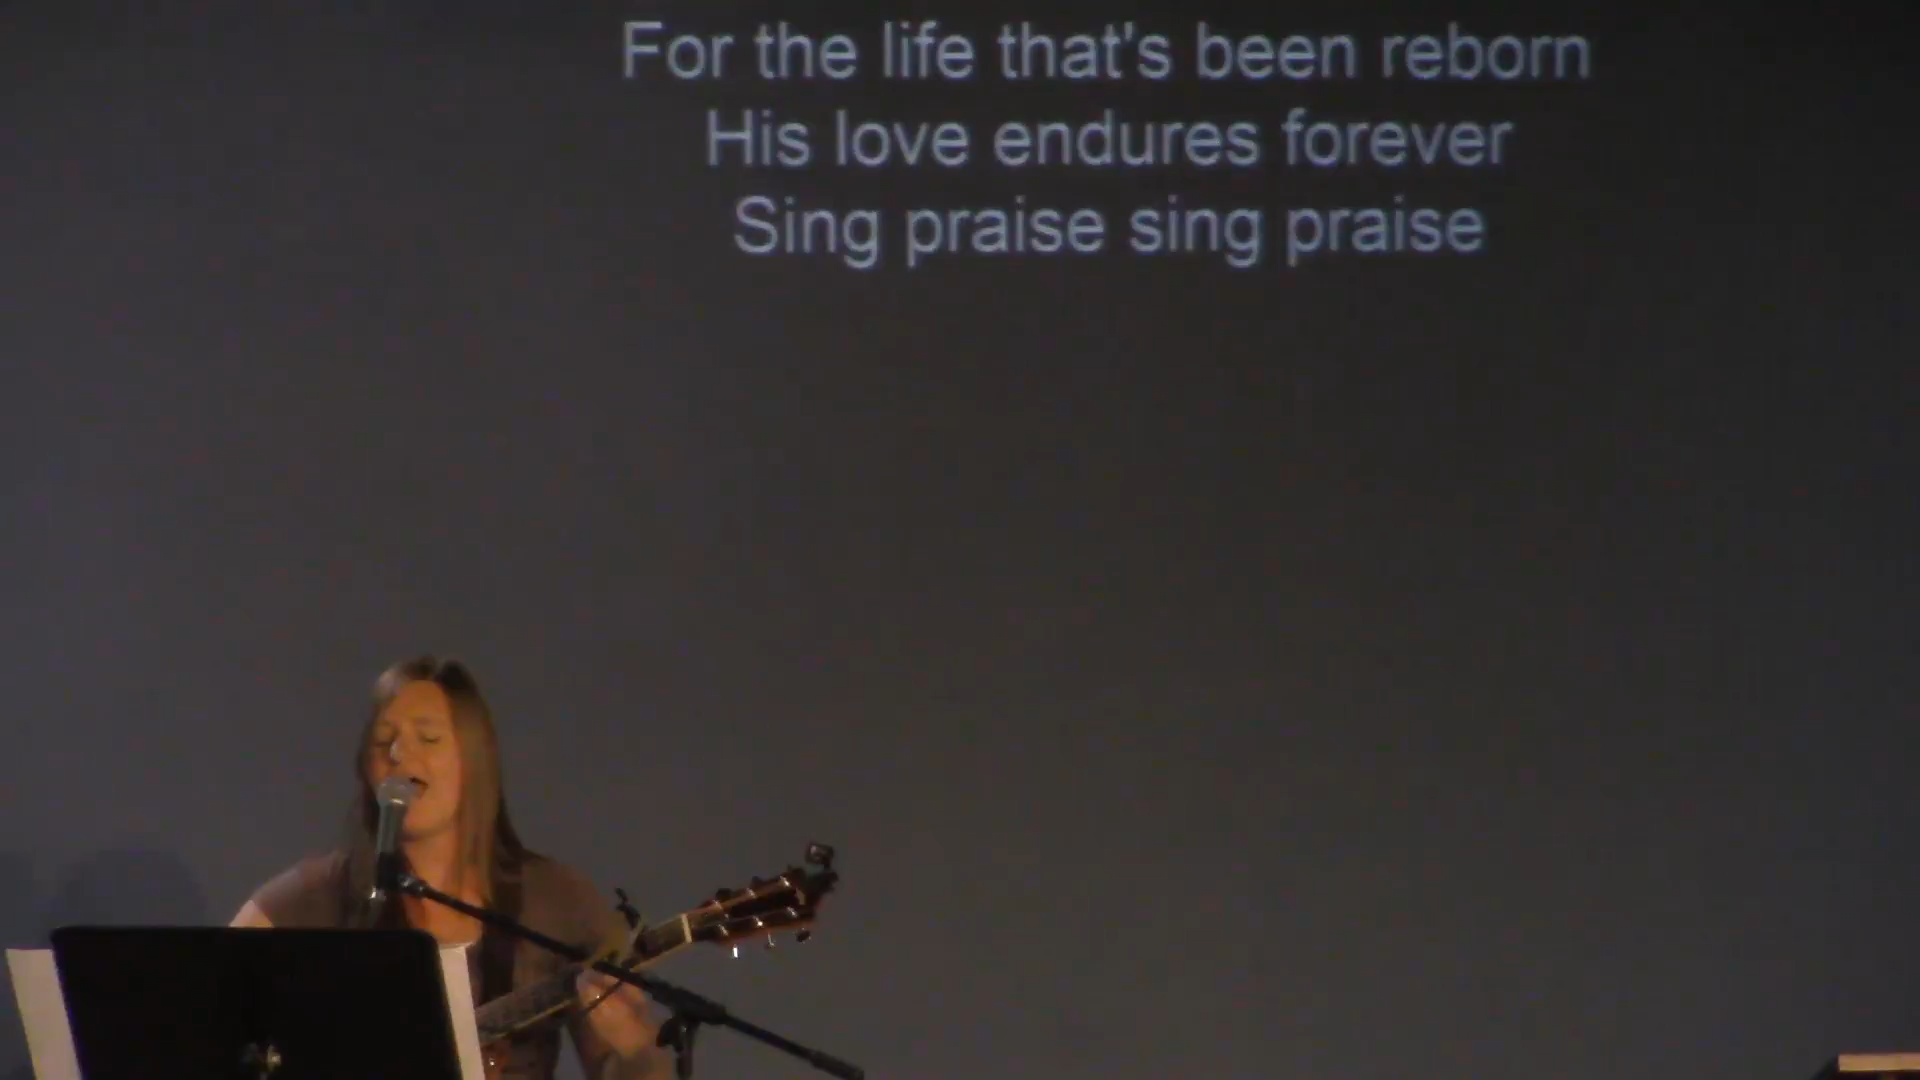 For the life that's been reborn
His love endures forever
Sing praise sing praise